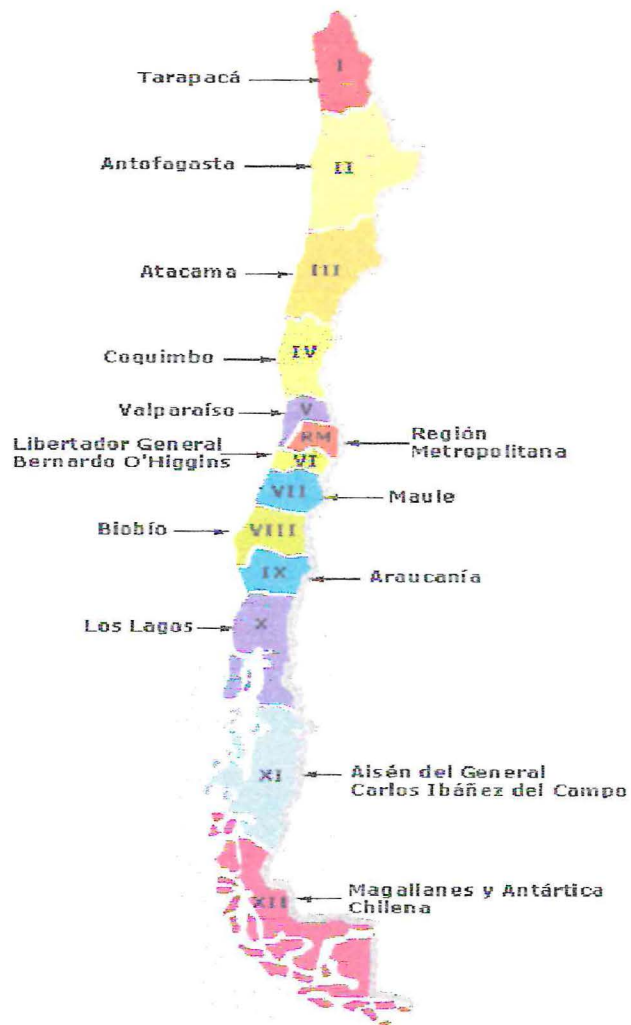 I
Tarapacá
Antofagasta
II
III
Atacama
IV
Coquimbo
Valparaíso
V
RM
Región
Metropolitana
Libertador General
Bernardo O'Higgins
VI
VII
Maule
Biobío
VIII
IX
Araucanía
Los Lagos
X
XI
Aisén del General
Carlos Ibáñez del Campo
XII
Magallanes y Antártica
Chilena